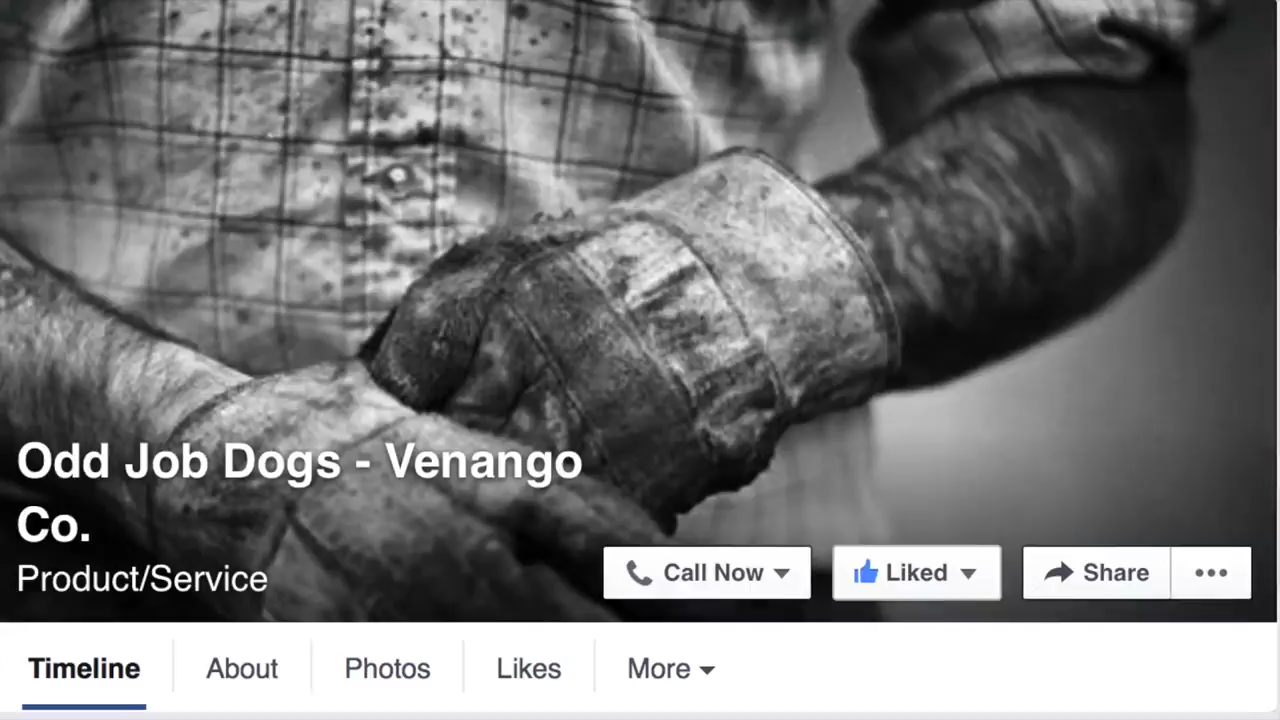 Odd Job Dogs - Venango
Co.
Product/Service
Call Now
Liked
Share
Timeline
About
Photos
Likes
More